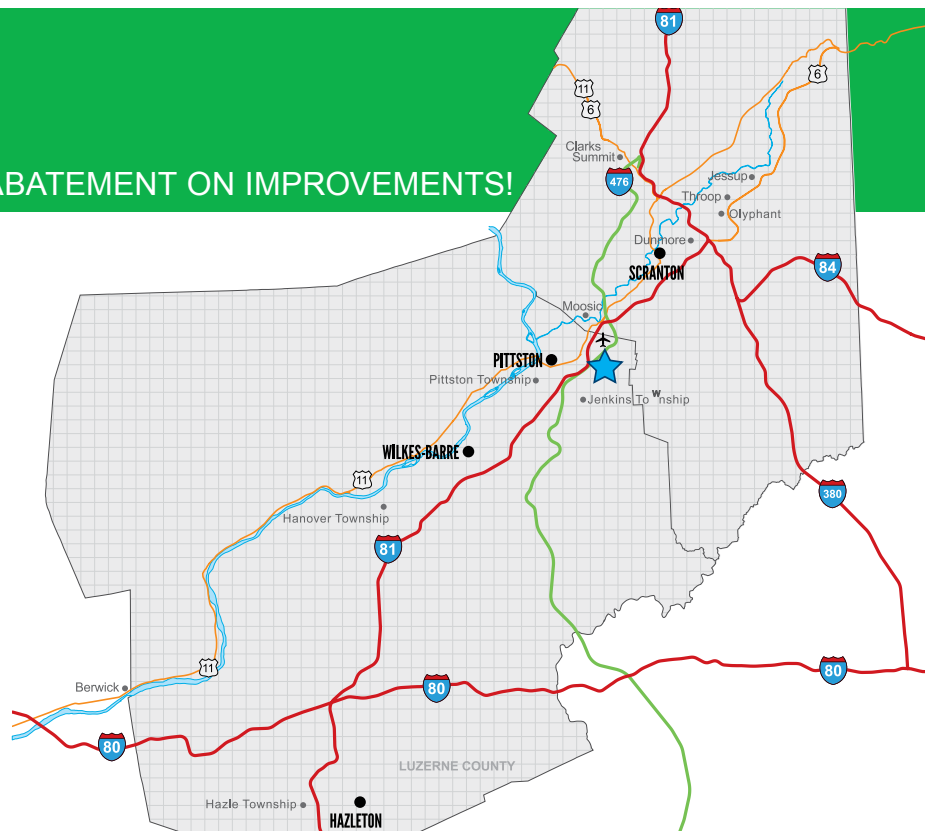 81
11
6
6
Clarks
Summit
ABATEMENT ON IMPROVEMENTS!
476
Jessup
Throop
Olyphant
Dunmore
SCRANTON
84
Moosic
PITTSTON
Pittston Township
Jenkins Township
WILKES-BARRE
11
380
Hanover Township
81
11
80
Berwick
80
80
LUZERNE COUNTY
Hazle Township
HAZLETON